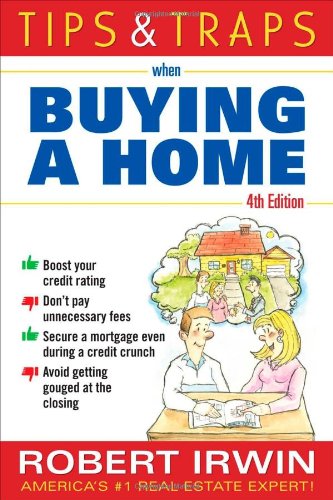 TIPS & TRAPS
when
BUYING
A HOME
4th Edition
Boost your
credit rating
Don't pay
unnecessary fees
Secure a mortgage even
during a credit crunch
Avoid getting
gouged at the
closing
ROBERT IRWIN
AMERICA'S #1 REAL ESTATE EXPERT!